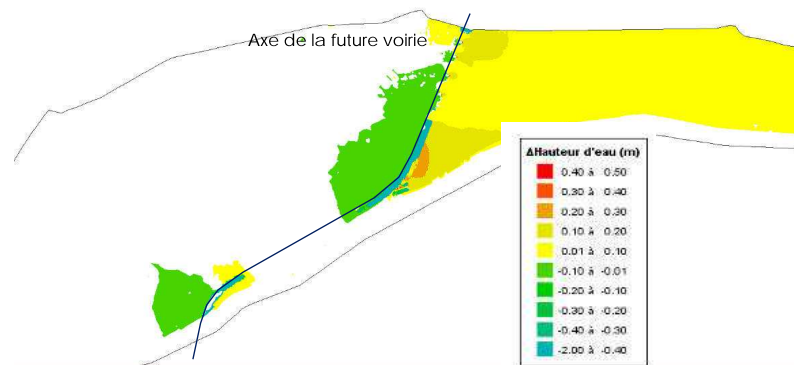 Axe de la future voirie
ΔHauteur d'eau (m)
0.40 à 0.50
0.30 à 0.40
0.20 à 0.30
0.10 à 0.20
0.01 à 0.10
-0.10 à -0.01
-0.20 à -0.10
-0.30 à -0.20
-0.40 à -0.30
-2.00 à -0.40